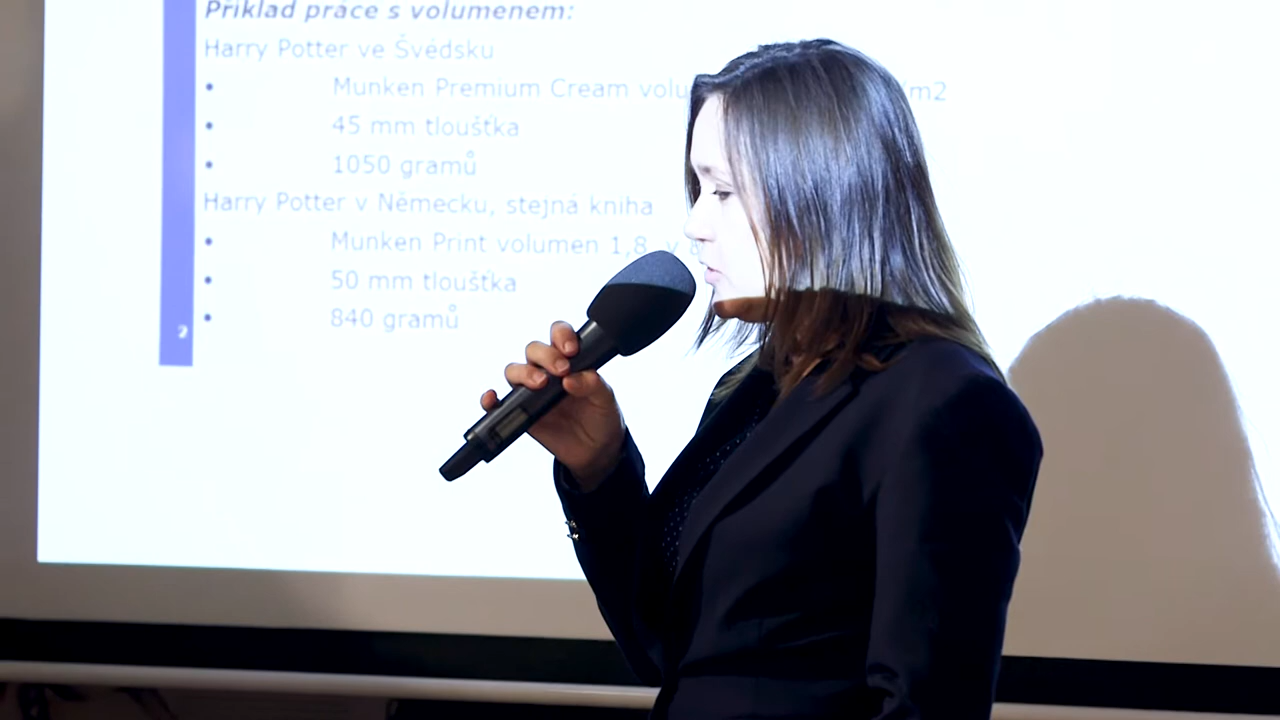 Příklad práce s volumenem:
Harry Potter ve Švédsku
• Munken Premium Cream m2
• 45 mm tloušťka
• 1050 gramů
Harry Potter v Německu, stejná kniha
• Munken Print volumen 1,8 v
• 50 mm tloušťka
• 840 gramů
2